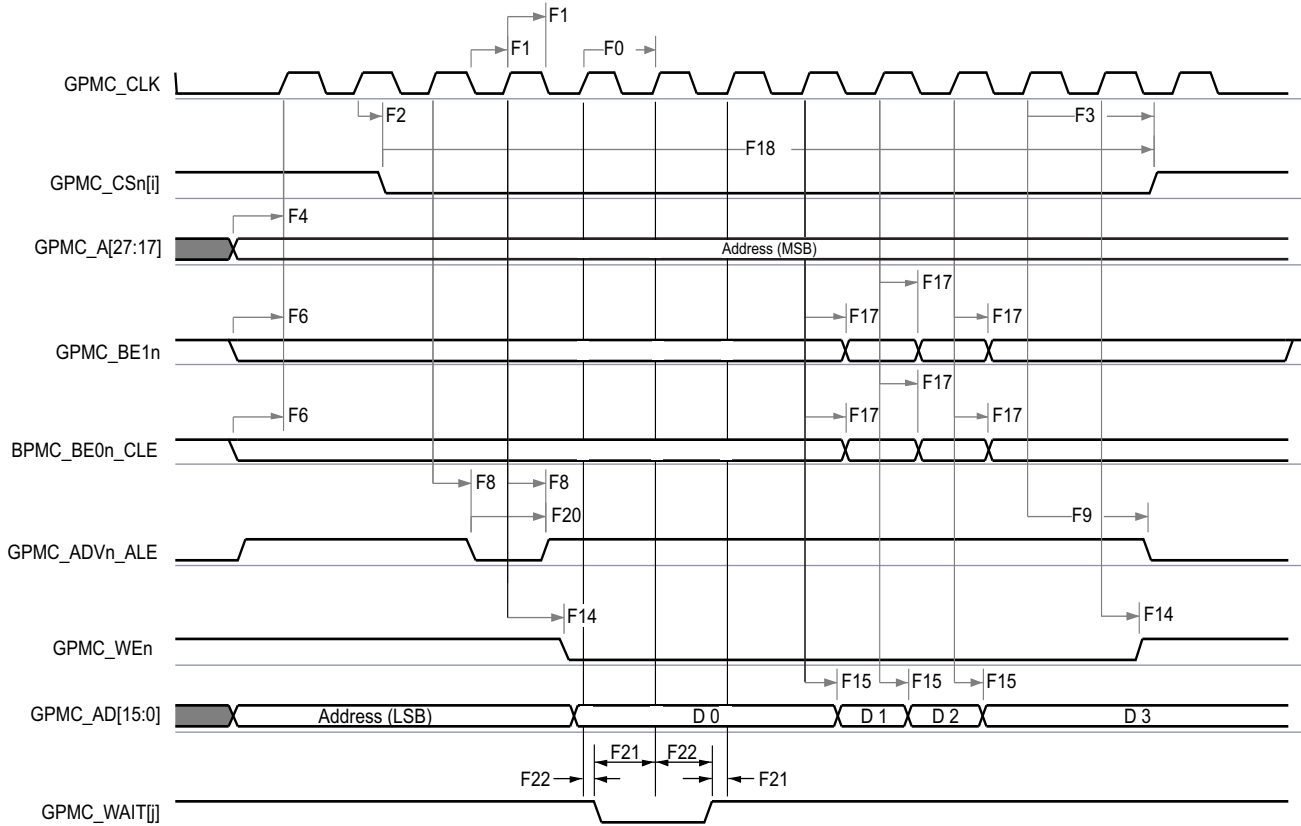 F1
F1 F0
GPMC_CLK
F2 F3
F18
GPMC_CSn[i]
F4
GPMC_A[27:17] Address (MSB)
F17
F6 F17 F17
GPMC_BE1n
F17
F6 F17 F17
BPMC_BE0n_CLE
F8 F8
F20 F9
GPMC_ADVn_ALE
F14 F14
GPMC_WEn
F15 F15 F15
GPMC_AD[15:0] Address (LSB) D 0 D 1 D 2 D 3
F21 F22
F22 F21
GPMC_WAIT[j]